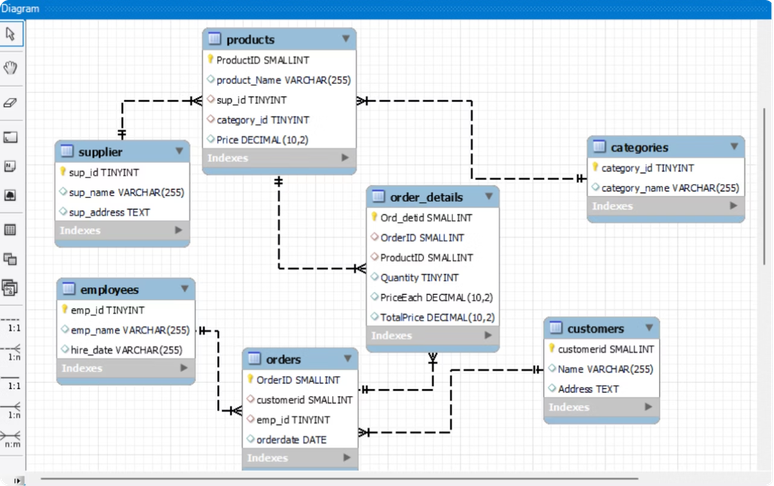 Diagram
products
ProductID SMALLINT
product_Name VARCHAR(255)
sup_id TINYINT
category_id TINYINT
Price DECIMAL(10,2)
Indexes
supplier
sup_id TINYINT
sup_name VARCHAR(255)
sup_address TEXT
Indexes
categories
category_id TINYINT
category_name VARCHAR(255)
Indexes
order_details
Ord_detid SMALLINT
OrderID SMALLINT
ProductID SMALLINT
Quantity TINYINT
PriceEach DECIMAL(10,2)
TotalPrice DECIMAL(10,2)
Indexes
employees
emp_id TINYINT
emp_name VARCHAR(255)
hire_date VARCHAR(255)
Indexes
orders
OrderID SMALLINT
customerid SMALLINT
emp_id TINYINT
orderdate DATE
Indexes
customers
customerid SMALLINT
Name VARCHAR(255)
Address TEXT
Indexes
1:1
1:n
1:1
1:n
n:m